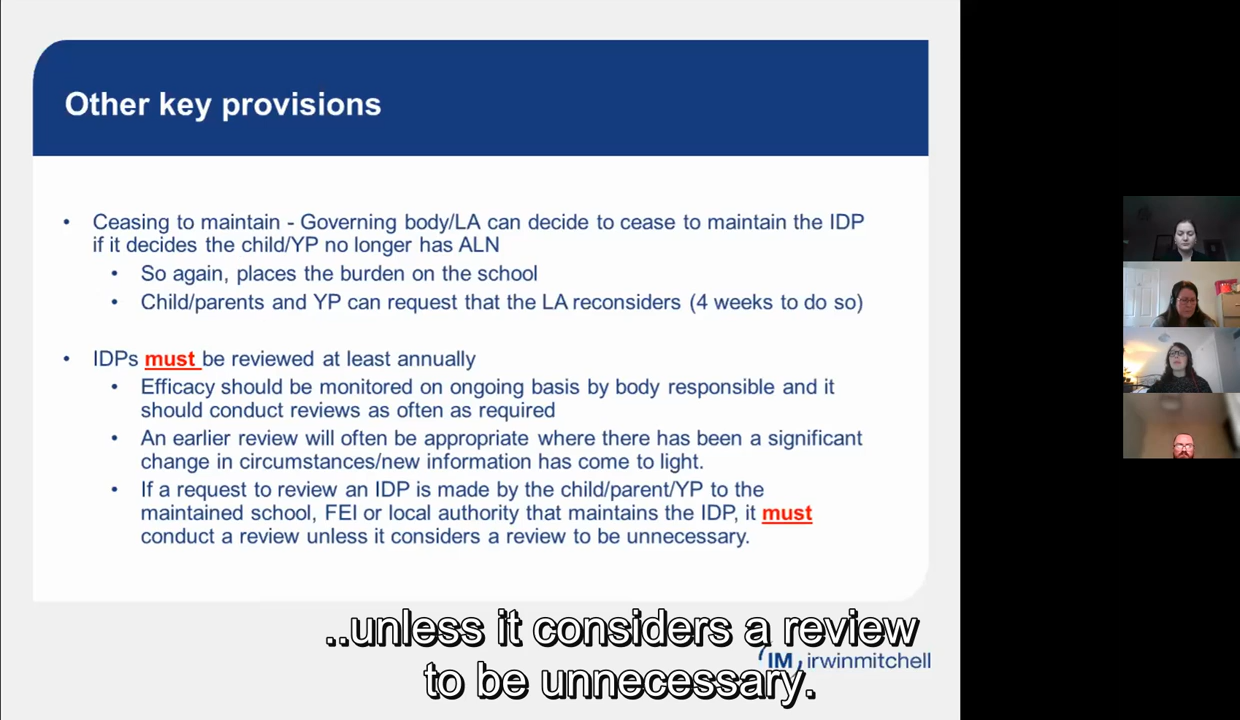 Other key provisions
• Ceasing to maintain - Governing body/LA can decide to cease to maintain the IDP
if it decides the child/YP no longer has ALN
• So again, places the burden on the school
• Child/parents and YP can request that the LA reconsiders (4 weeks to do so)
• IDPs must be reviewed at least annually
• Efficacy should be monitored on ongoing basis by body responsible and it
should conduct reviews as often as required
• An earlier review will often be appropriate where there has been a significant
change in circumstances/new information has come to light.
• If a request to review an IDP is made by the child/parent/YP to the
maintained school, FEI or local authority that maintains the IDP, it must
conduct a review unless it considers a review to be unnecessary.
..unless it considers a review
to be unnecessary.
IM irwinmitchell